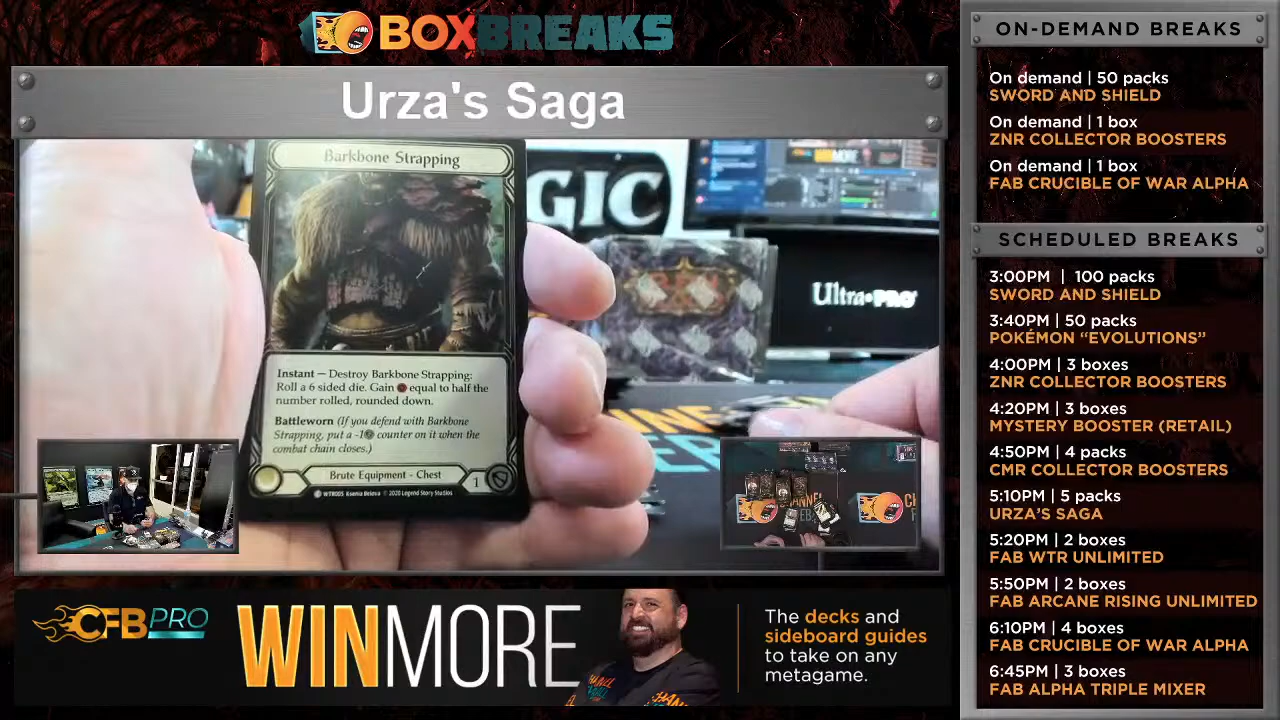 BOXBREAKS
Urza's Saga
Barkbone Strapping
Instant — Destroy Barkbone Strapping:
Roll a 6 sided die. Gain equal to half the
number rolled, rounded down.
Battleworn (If you defend with Barkbone
Strapping, put a -1 counter on it when the
combat chain closes.)
Brute Equipment - Chest
1
WTR005 Ksenia Belova © 2020 Legend Story Studios
GIC
MORE
Ultra•PRO
CFB PRO
WINMORE
The decks and
sideboard guides
to take on any
metagame.
ON-DEMAND BREAKS
On demand | 50 packs
SWORD AND SHIELD
On demand | 1 box
ZNR COLLECTOR BOOSTERS
On demand | 1 box
FAB CRUCIBLE OF WAR ALPHA
SCHEDULED BREAKS
3:00PM | 100 packs
SWORD AND SHIELD
3:40PM | 50 packs
POKÉMON “EVOLUTIONS”
4:00PM | 3 boxes
ZNR COLLECTOR BOOSTERS
4:20PM | 3 boxes
MYSTERY BOOSTER (RETAIL)
4:50PM | 4 packs
CMR COLLECTOR BOOSTERS
5:10PM | 5 packs
URZA’S SAGA
5:20PM | 2 boxes
FAB WTR UNLIMITED
5:50PM | 2 boxes
FAB ARCANE RISING UNLIMITED
6:10PM | 4 boxes
FAB CRUCIBLE OF WAR ALPHA
6:45PM | 3 boxes
FAB ALPHA TRIPLE MIXER